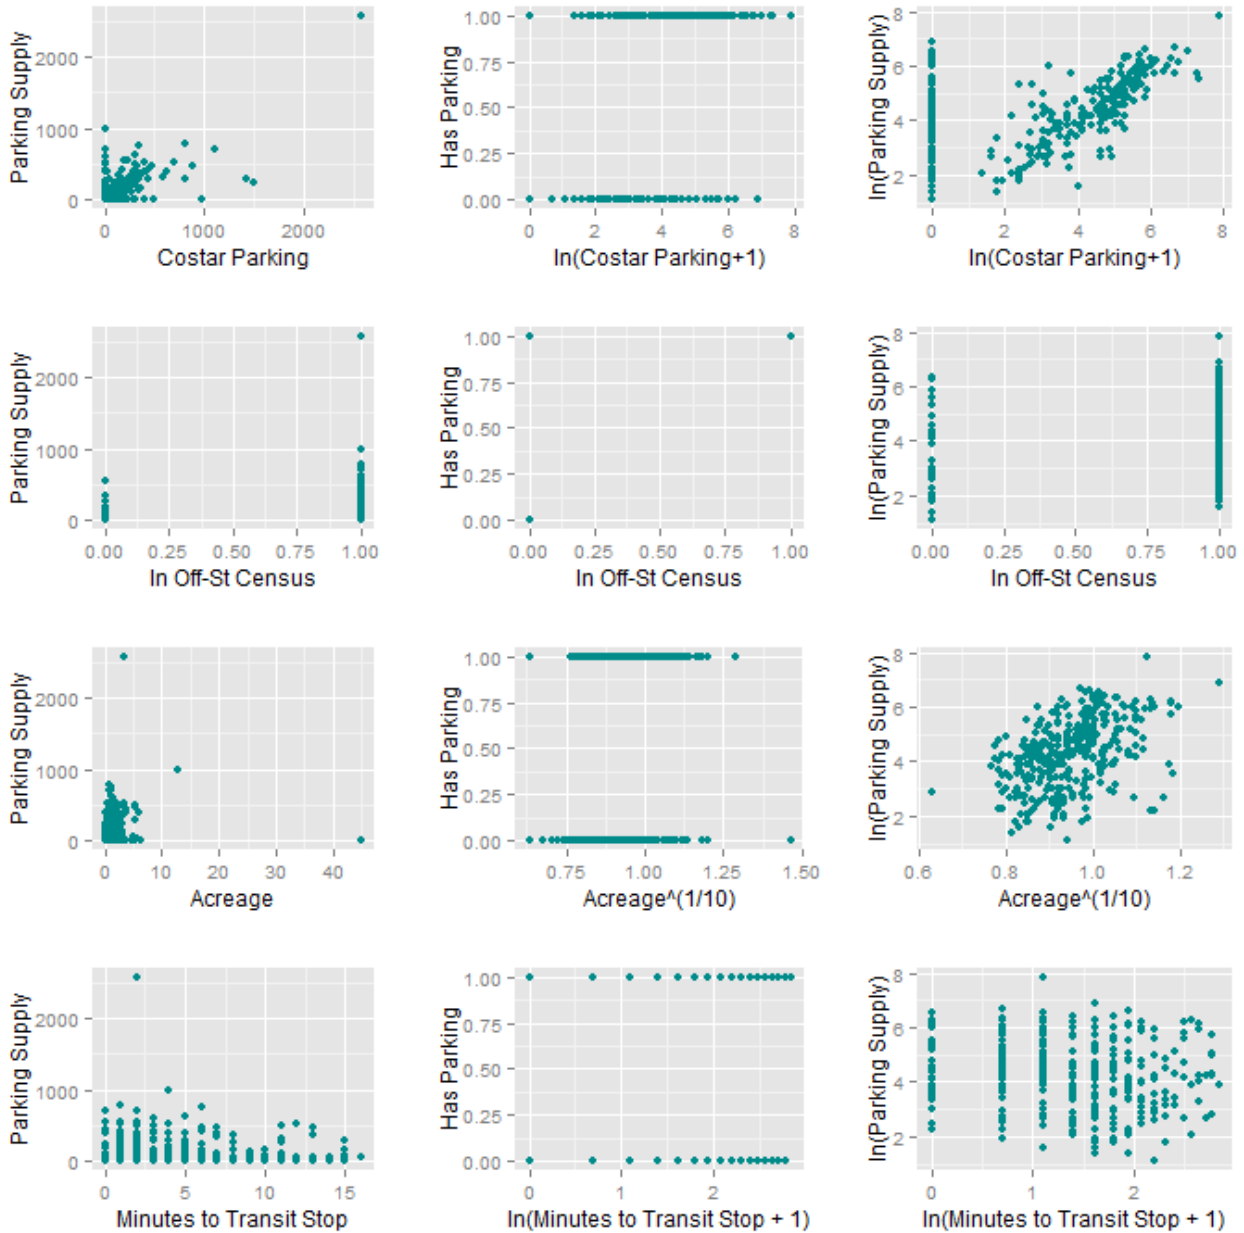 Parking Supply
2000
1000
0
0 1000 2000
Costar Parking
Has Parking
1.00
0.75
0.50
0.25
0.00
0 2 4 6 8
ln(Costar Parking+1)
ln(Parking Supply)
8
6
4
2
0 2 4 6 8
ln(Costar Parking+1)
Parking Supply
2000
1000
0
0.00 0.25 0.50 0.75 1.00
In Off-St Census
Has Parking
1.00
0.75
0.50
0.25
0.00
0.00 0.25 0.50 0.75 1.00
In Off-St Census
ln(Parking Supply)
8
6
4
2
0.00 0.25 0.50 0.75 1.00
In Off-St Census
Parking Supply
2000
1000
0
0 10 20 30 40
Acreage
Has Parking
1.00
0.75
0.50
0.25
0.00
0.75 1.00 1.25 1.50
Acreage^(1/10)
ln(Parking Supply)
8
6
4
2
0.6 0.8 1.0 1.2
Acreage^(1/10)
Parking Supply
2000
1000
0
0 5 10 15
Minutes to Transit Stop
Has Parking
1.00
0.75
0.50
0.25
0.00
0 1 2
ln(Minutes to Transit Stop + 1)
ln(Parking Supply)
8
6
4
2
0 1 2
ln(Minutes to Transit Stop + 1)